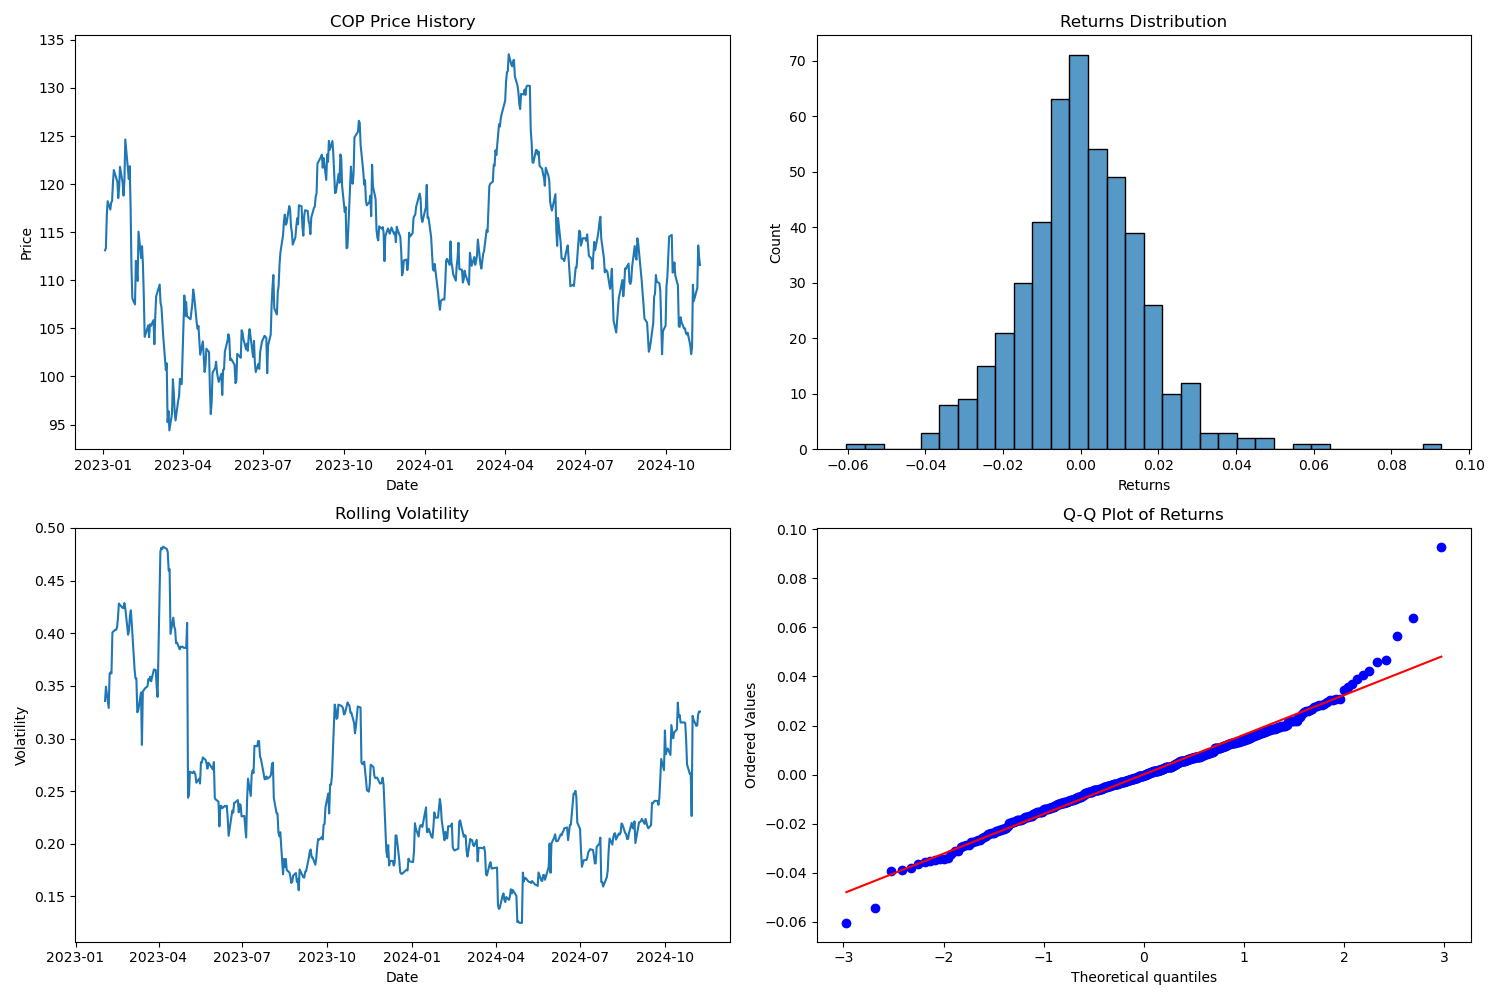 COP Price History
135
130
125
120
115
110
105
100
95
Price
2023-01 2023-04 2023-07 2023-10 2024-01 2024-04 2024-07 2024-10
Date
Returns Distribution
70
60
50
40
30
20
10
0
Count
−0.06 −0.04 −0.02 0.00 0.02 0.04 0.06 0.08 0.10
Returns
Rolling Volatility
0.50
0.45
0.40
0.35
0.30
0.25
0.20
0.15
Volatility
2023-01 2023-04 2023-07 2023-10 2024-01 2024-04 2024-07 2024-10
Date
Q-Q Plot of Returns
0.10
0.08
0.06
0.04
0.02
0.00
−0.02
−0.04
−0.06
Ordered Values
−3 −2 −1 0 1 2 3
Theoretical quantiles